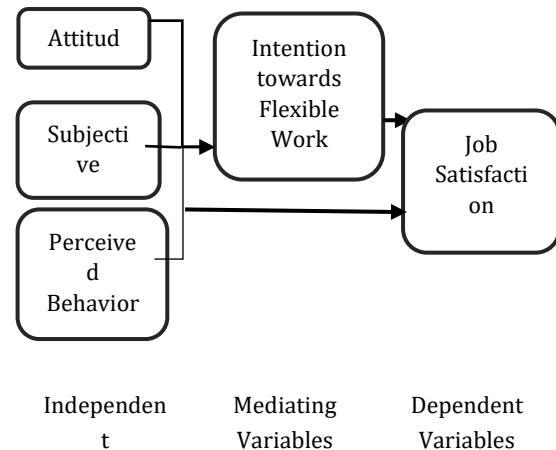 Attitud
Subjecti
ve
Perceive
d
Behavior
Intention
towards
Flexible
Work
Job
Satisfacti
on
Independen
t
Mediating
Variables
Dependent
Variables